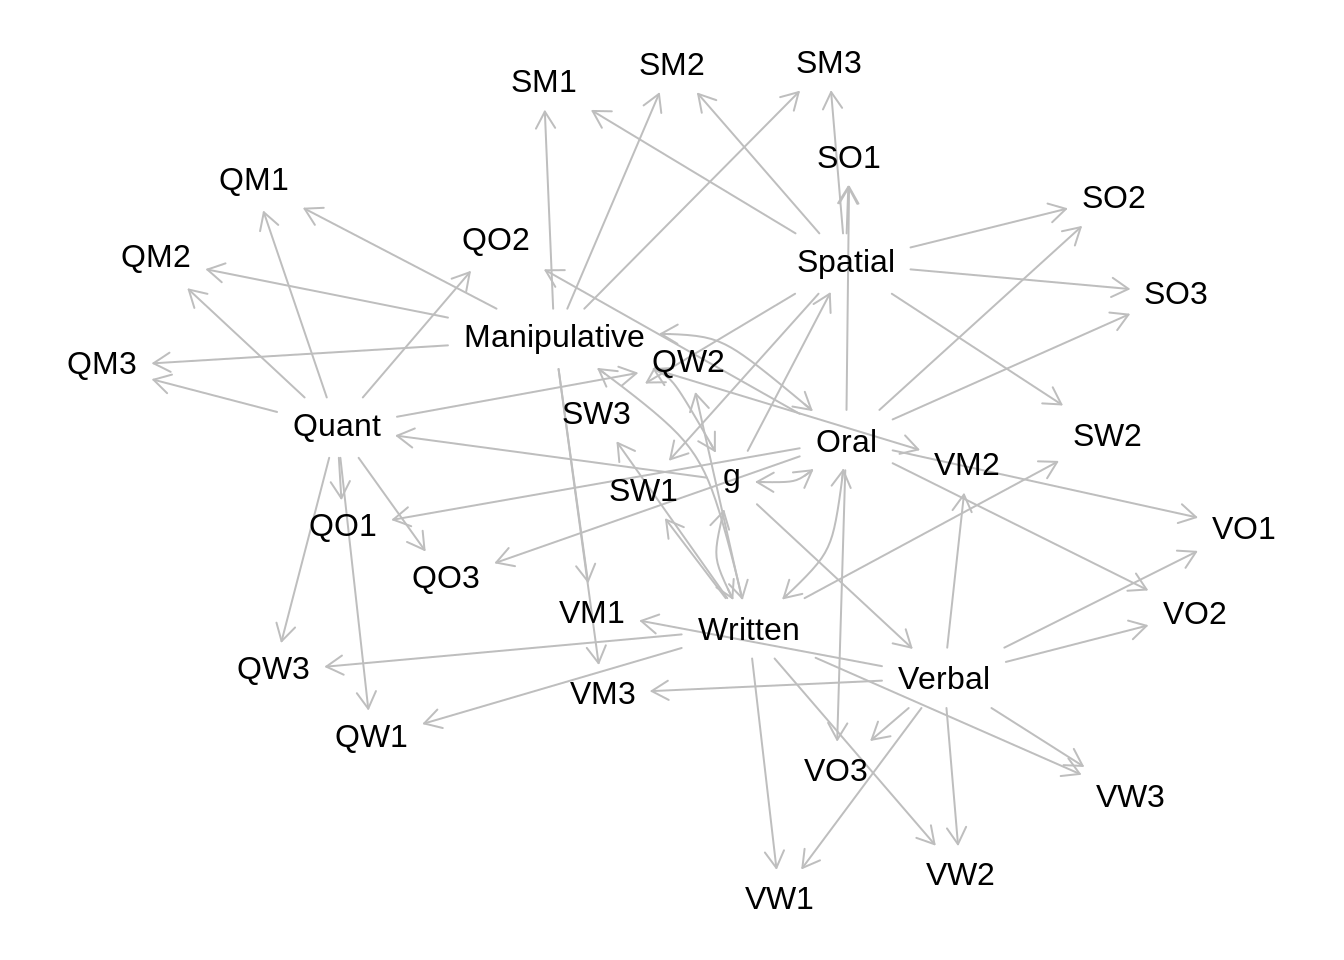 SM3
SM2
SM1
SO1
QM1
SO2
QO2
QM2
Spatial
SO3
Manipulative
QW2
QM3
SW3
Quant
SW2
Oral
VM2
g
SW1
QO1
VO1
QO3
VM1
VO2
Written
QW3
Verbal
VM3
QW1
VO3
VW3
VW2
VW1